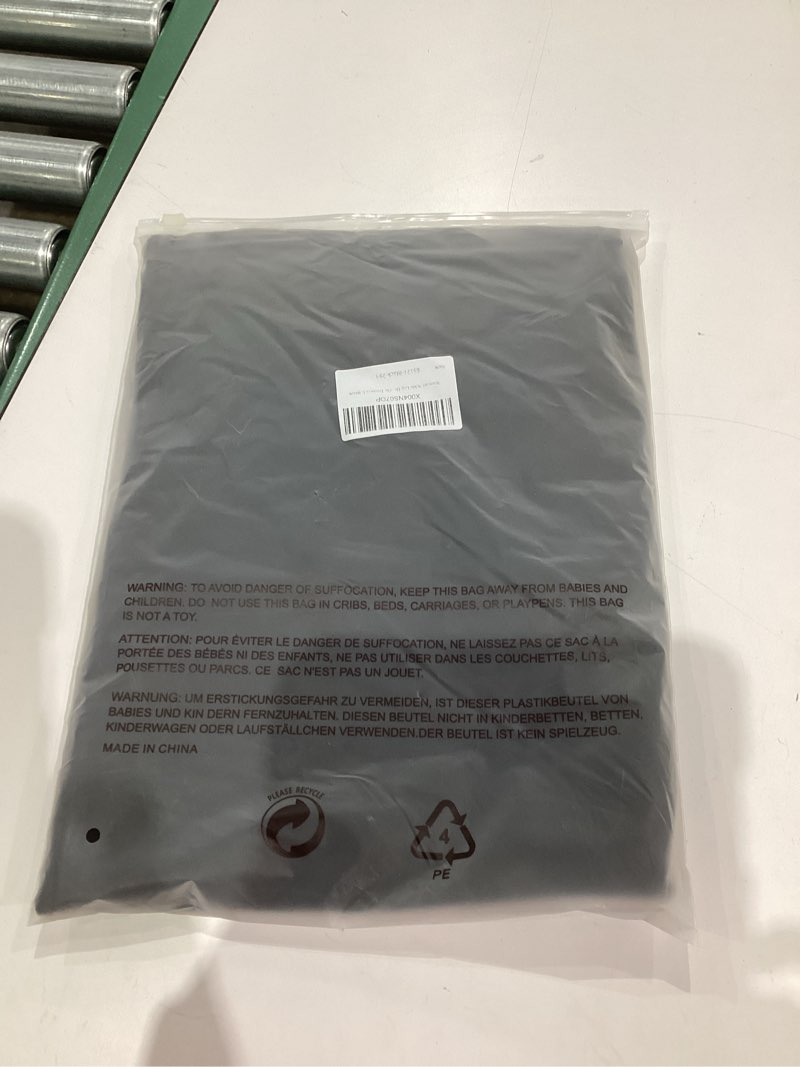 X004NS07OP
WARNING: TO AVOID DANGER OF SUFFOCATION, KEEP THIS BAG AWAY FROM BABIES AND
CHILDREN. DO NOT USE THIS BAG IN CRIBS, BEDS, CARRIAGES, OR PLAYPENS. THIS BAG
IS NOT A TOY.
ATTENTION: POUR ÉVITER LE DANGER DE SUFFOCATION, NE LAISSEZ PAS CE SAC À LA
PORTÉE DES BÉBÉS NI DES ENFANTS, NE PAS UTILISER DANS LES COUCHETTES, LITS,
POUSETTES OU PARCS. CE SAC N'EST PAS UN JOUET.
WARNUNG: UM ERSTICKUNGSGEFAHR ZU VERMEIDEN, IST DIESER PLASTIKBEUTEL VON
BABIES UND KIN DERN FERNZUHALTEN. DIESEN BEUTEL NICHT IN KINDERBETTEN, BETTEN,
KINDERWAGEN ODER LAUFSTÄLLCHEN VERWENDEN.DER BEUTEL IST KEIN SPIELZEUG.
MADE IN CHINA
PLEASE RECYCLE
4
PE